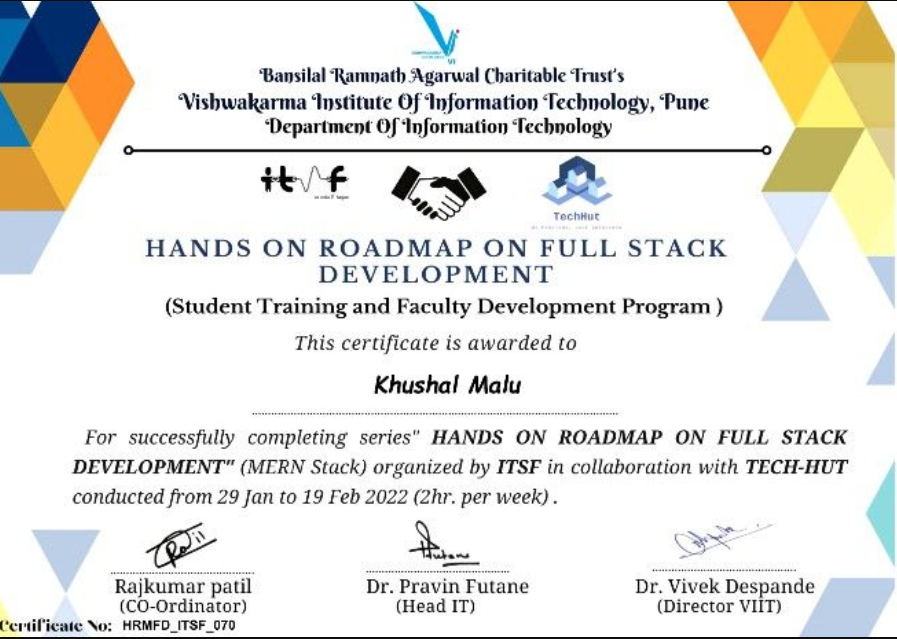 VI
Bansilal Ramnath Agarwal Charitable Trust's
Vishwakarma Institute Of Information Technology, Pune
Department Of Information Technology
itsf
TechHut
HANDS ON ROADMAP ON FULL STACK
DEVELOPMENT
(Student Training and Faculty Development Program )
This certificate is awarded to
Khushal Malu
For successfully completing series" HANDS ON ROADMAP ON FULL STACK
DEVELOPMENT" (MERN Stack) organized by ITSF in collaboration with TECH-HUT
conducted from 29 Jan to 19 Feb 2022 (2hr. per week) .
Rajkumar patil
(CO-Ordinator)
Dr. Pravin Futane
(Head IT)
Dr. Vivek Despande
(Director VIIT)
Certificate No: HRMFD_ITSF_070